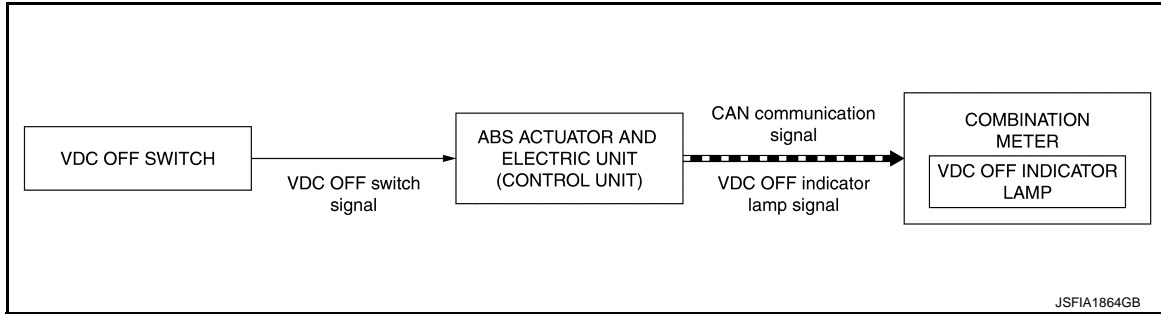 VDC OFF SWITCH
VDC OFF switch
signal
ABS ACTUATOR AND
ELECTRIC UNIT
(CONTROL UNIT)
CAN communication
signal
VDC OFF indicator
lamp signal
COMBINATION
METER
VDC OFF INDICATOR
LAMP
JSFIA1864GB